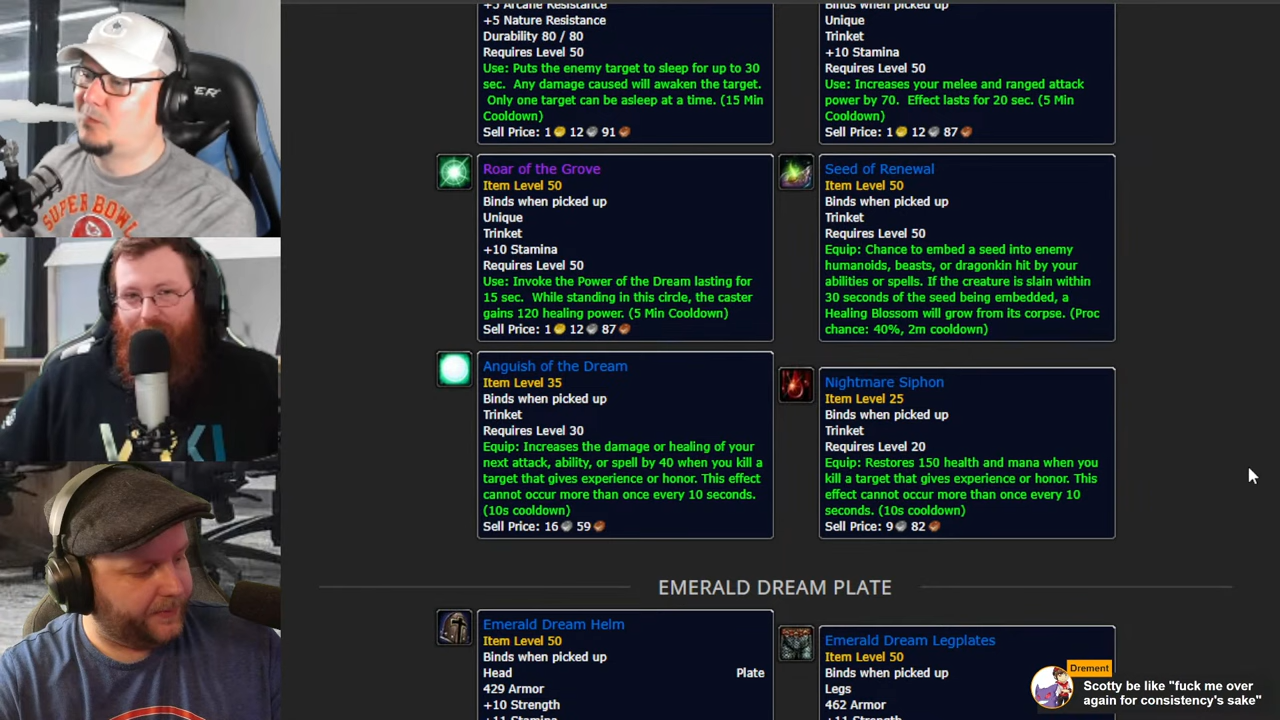 +5 Arcane Resistance
+5 Nature Resistance
Durability 80 / 80
Requires Level 50
Use: Puts the enemy target to sleep for up to 30
sec. Any damage caused will awaken the target.
Only one target can be asleep at a time. (15 Min
Cooldown)
Sell Price: 1 12 91
Binds when picked up
Unique
Trinket
+10 Stamina
Requires Level 50
Use: Increases your melee and ranged attack
power by 70. Effect lasts for 20 sec. (5 Min
Cooldown)
Sell Price: 1 12 87
Roar of the Grove
Item Level 50
Binds when picked up
Unique
Trinket
+10 Stamina
Requires Level 50
Use: Invoke the Power of the Dream lasting for
15 sec. While standing in this circle, the caster
gains 120 healing power. (5 Min Cooldown)
Sell Price: 1 12 87
Seed of Renewal
Item Level 50
Binds when picked up
Trinket
Requires Level 50
Equip: Chance to embed a seed into enemy
humanoids, beasts, or dragonkin hit by your
abilities or spells. If the creature is slain within
30 seconds of the seed being embedded, a
Healing Blossom will grow from its corpse. (Proc
chance: 40%, 2m cooldown)
Anguish of the Dream
Item Level 35
Binds when picked up
Trinket
Requires Level 30
Equip: Increases the damage or healing of your
next attack, ability, or spell by 40 when you kill a
target that gives experience or honor. This effect
cannot occur more than once every 10 seconds.
(10s cooldown)
Sell Price: 16 59
Nightmare Siphon
Item Level 25
Binds when picked up
Trinket
Requires Level 20
Equip: Restores 150 health and mana when you
kill a target that gives experience or honor. This
effect cannot occur more than once every 10
seconds. (10s cooldown)
Sell Price: 9 82
EMERALD DREAM PLATE
Emerald Dream Helm
Item Level 50
Binds when picked up
Head Plate
429 Armor
+10 Strength
+11 Stamina
Emerald Dream Legplates
Item Level 50
Binds when picked up
Legs
462 Armor
+11 Strength
Drement
Scotty be like "fuck me over
again for consistency's sake"
SUPER BOWL